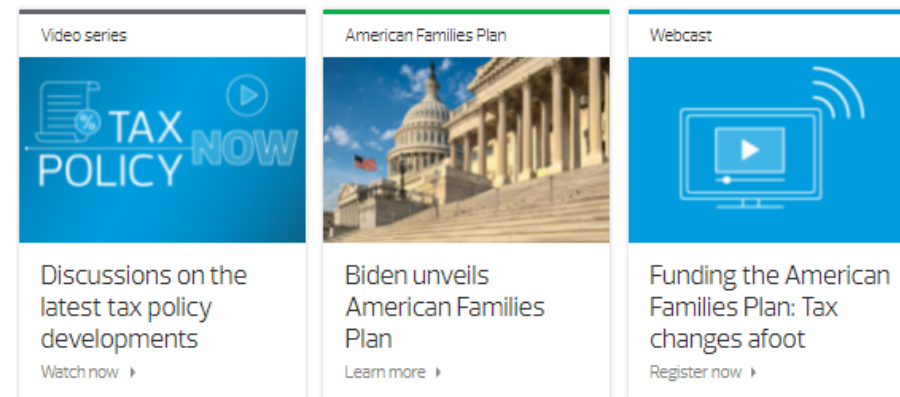 Video series
TAX
POLICY NOW
Discussions on the
latest tax policy
developments
Watch now
American Families Plan
Biden unveils
American Families
Plan
Learn more
Webcast
Funding the American
Families Plan: Tax
changes afoot
Register now